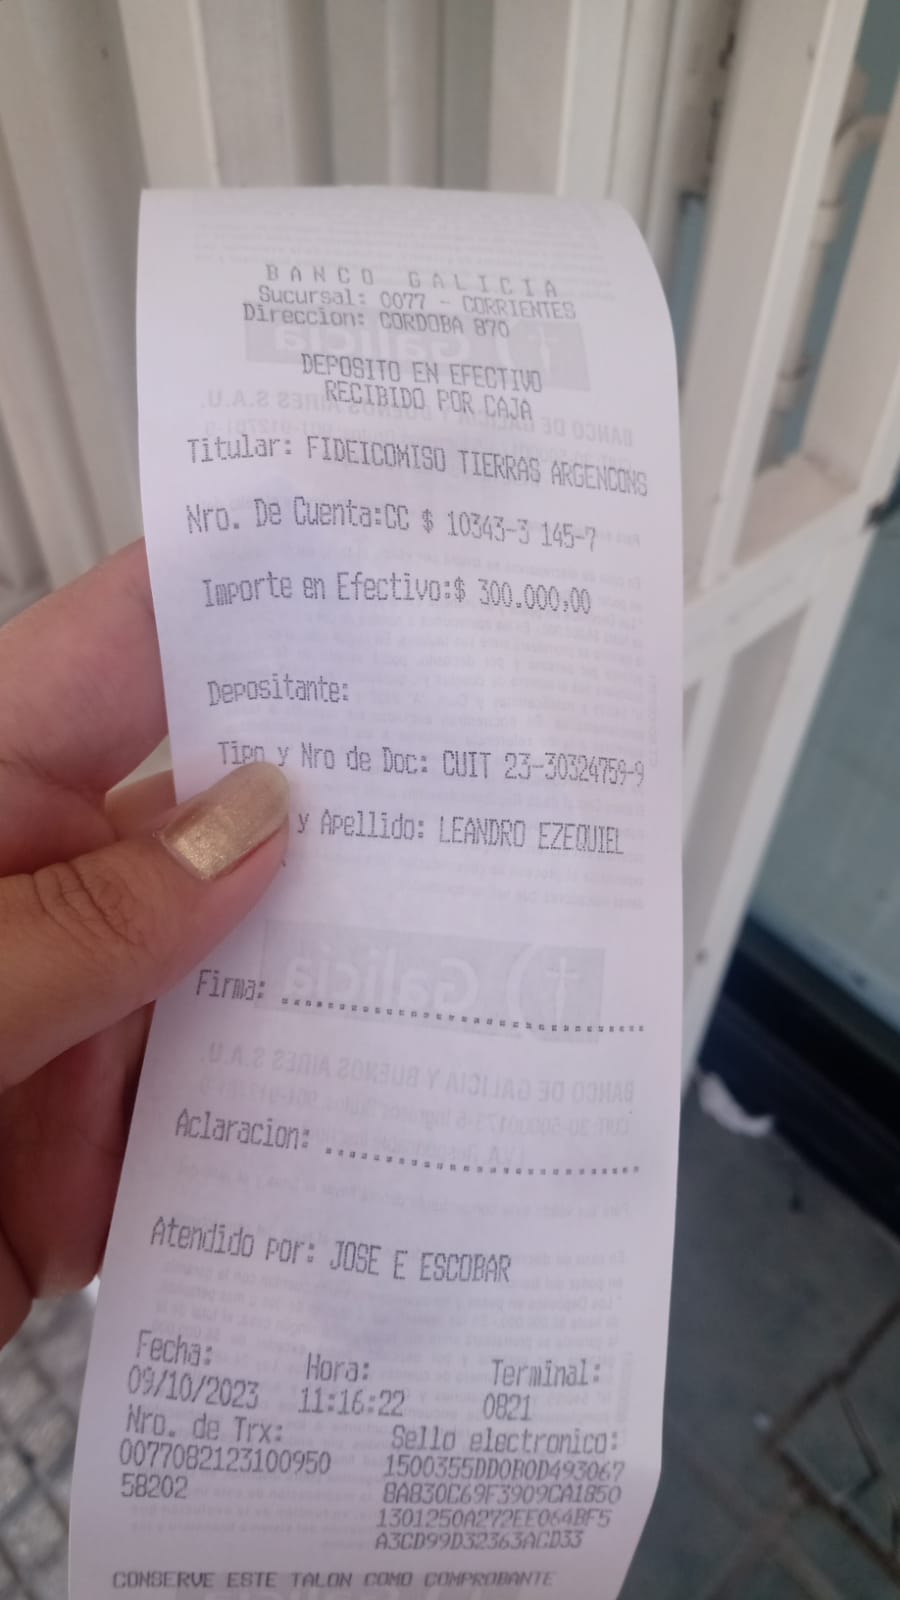 BANCO GALICIA
Sucursal: 0077 - CORRIENTES
Direccion: CORDOBA 870
DEPOSITO EN EFECTIVO
RECIBIDO POR CAJA
Titular: FIDEICOMISO TIERRAS ARGENCONS
Nro. De Cuenta:CC $ 10343-3 145-7
Importe en Efectivo:$ 300.000,00
Depositante:
Tipo y Nro de Doc: CUIT 23-30324759-9
y Apellido: LEANDRO EZEQUIEL
Firma:
Aclaracion:
Atendido por: JOSE E ESCOBAR
Fecha: Hora: Terminal:
09/10/2023 11:16:22 0821
Nro. de Trx: Sello electronico:
0077082123100950 1500355DD0B0D493067
58202 8A830C69F3909CA1850
1301250A272EE064BF5
A3CD99D32363ACD33
CONSERVE ESTE TALON COMO COMPROBANTE